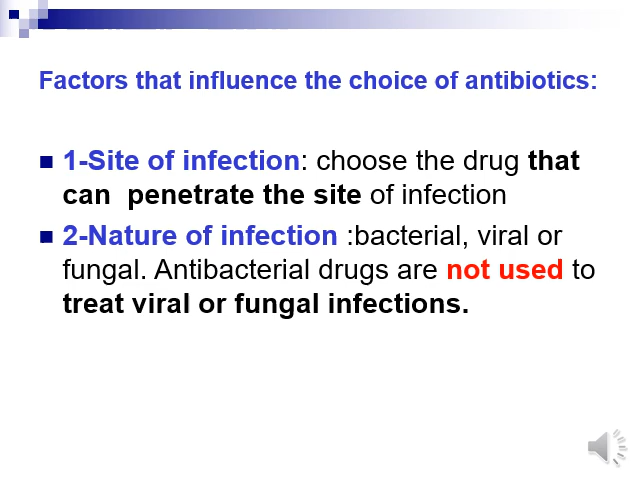 Factors that influence the choice of antibiotics:
1-Site of infection: choose the drug that
can  penetrate the site of infection
2-Nature of infection :bacterial, viral or
fungal. Antibacterial drugs are not used to
treat viral or fungal infections.